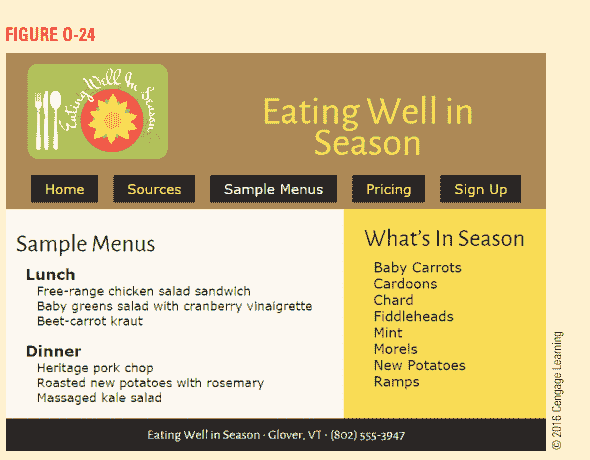 FIGURE O-24
Eating Well In Season
Eating Well in
Season
Home Sources Sample Menus Pricing Sign Up
Sample Menus
Lunch
Free-range chicken salad sandwich
Baby greens salad with cranberry vinaigrette
Beet-carrot kraut
Dinner
Heritage pork chop
Roasted new potatoes with rosemary
Massaged kale salad
What's In Season
Baby Carrots
Cardoons
Chard
Fiddleheads
Mint
Morels
New Potatoes
Ramps
Eating Well in Season · Glover, VT · (802) 555-3947
© 2016 Cengage Learning